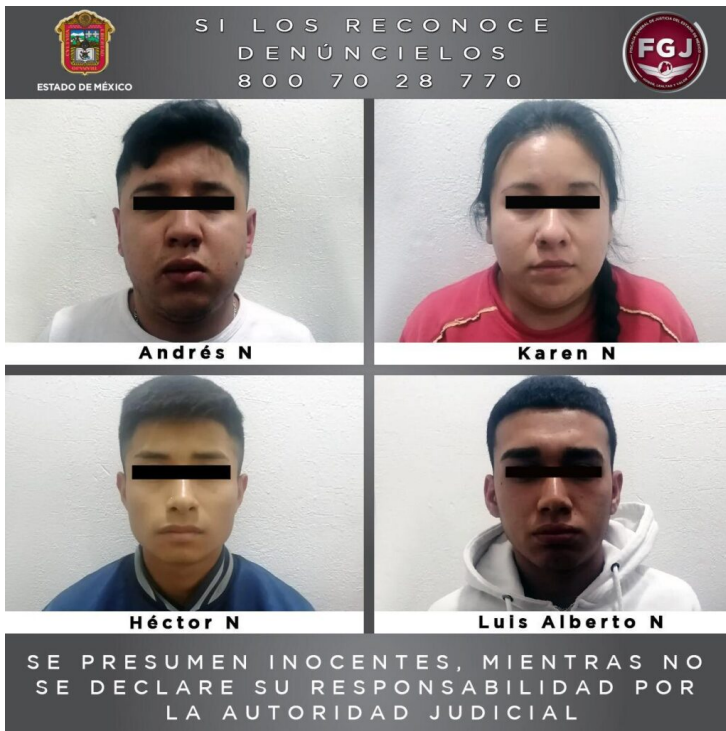 SI LOS RECONOCE
DENÚNCIELOS
800 70 28 770
ESTADO DE MÉXICO
FGJ
Andrés N
Karen N
Héctor N
Luis Alberto N
SE PRESUMEN INOCENTES, MIENTRAS NO
SE DECLARE SU RESPONSABILIDAD POR
LA AUTORIDAD JUDICIAL